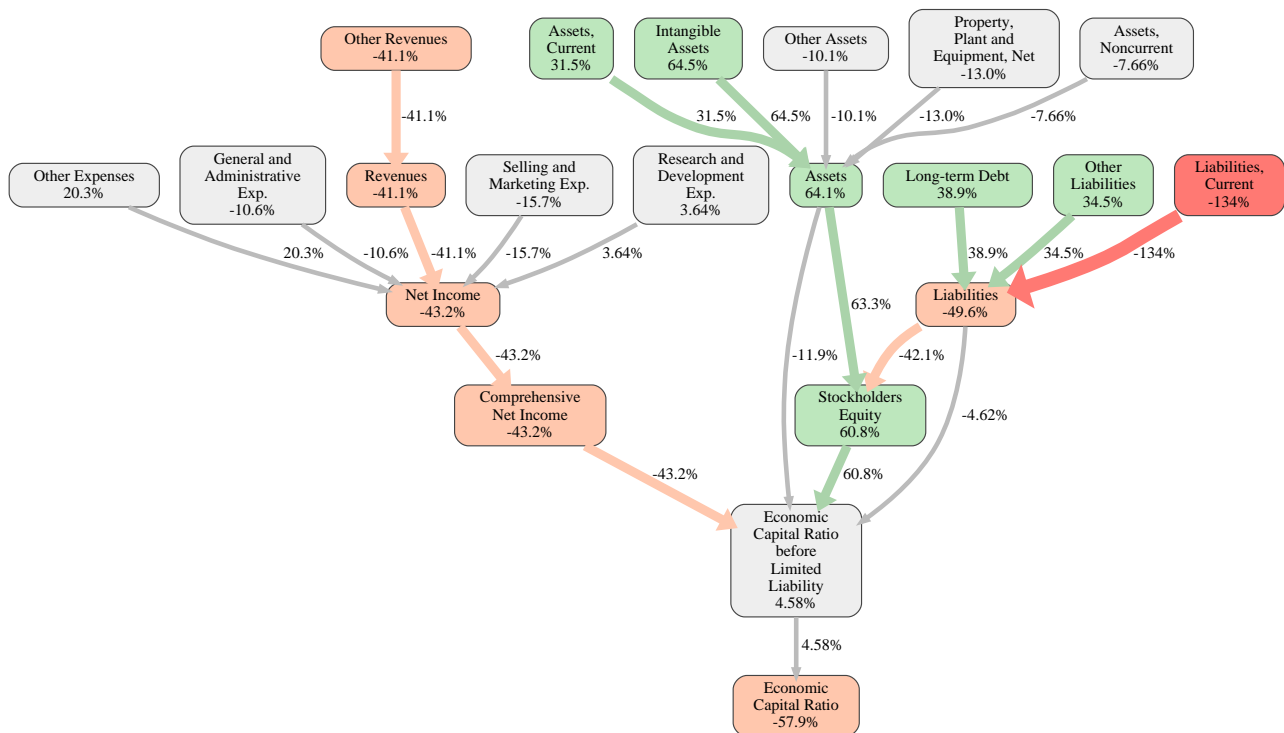 Other Revenues
-41.1%
Assets,
Current
31.5%
Intangible
Assets
64.5%
Other Assets
-10.1%
Property,
Plant and
Equipment, Net
-13.0%
Assets,
Noncurrent
-7.66%
-41.1%
31.5%
64.5%
-10.1%
-13.0%
-7.66%
Other Expenses
20.3%
General and
Administrative
Exp.
-10.6%
Revenues
-41.1%
Selling and
Marketing Exp.
-15.7%
Research and
Development
Exp.
3.64%
Assets
64.1%
Long-term Debt
38.9%
Other
Liabilities
34.5%
Liabilities,
Current
-134%
20.3%
-10.6%
-41.1%
-15.7%
3.64%
38.9%
34.5%
-134%
Net Income
-43.2%
Liabilities
-49.6%
-43.2%
-11.9%
63.3%
-42.1%
-4.62%
Comprehensive
Net Income
-43.2%
Stockholders
Equity
60.8%
-43.2%
60.8%
Economic
Capital Ratio
before
Limited
Liability
4.58%
4.58%
Economic
Capital Ratio
-57.9%